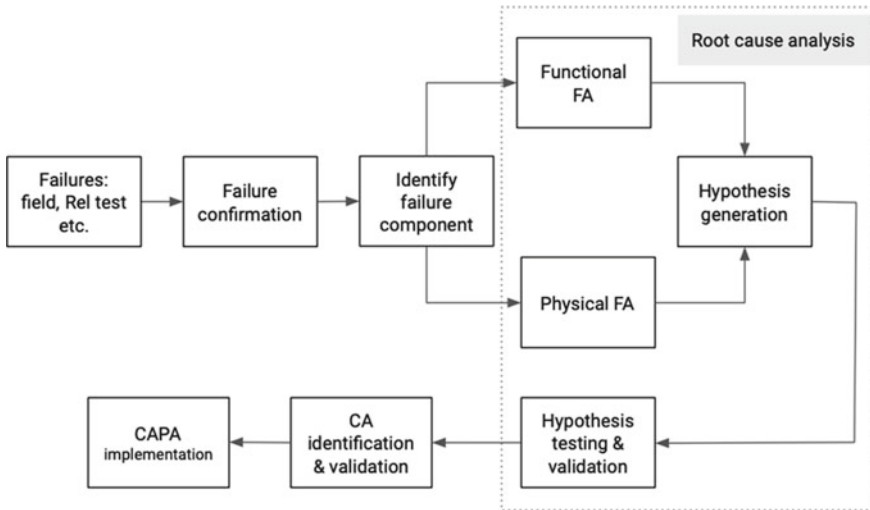 Root cause analysis
Functional
FA
Failures:
field, Rel test
etc.
Failure
confirmation
Identify
failure
component
Hypothesis
generation
Physical FA
CAPA
implementation
CA
identification
& validation
Hypothesis
testing &
validation